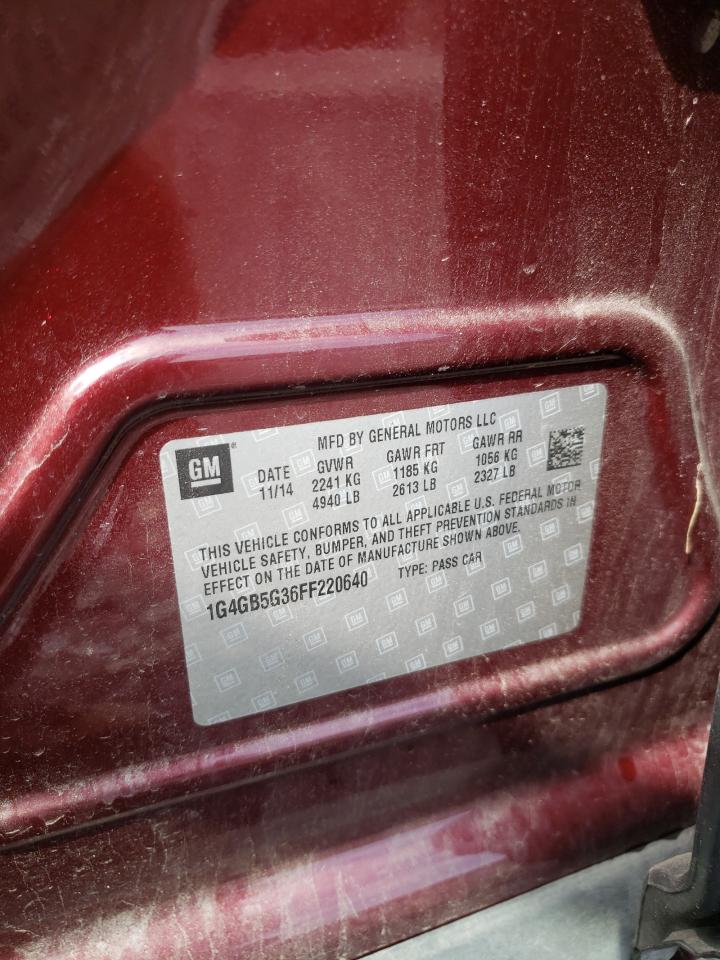 GM
MFD BY GENERAL MOTORS LLC
DATE GVWR GAWR FRT GAWR RR
11/14 2241 KG 1185 KG 1056 KG
4940 LB 2613 LB 2327 LB
THIS VEHICLE CONFORMS TO ALL APPLICABLE U.S. FEDERAL MOTOR
VEHICLE SAFETY, BUMPER, AND THEFT PREVENTION STANDARDS IN
EFFECT ON THE DATE OF MANUFACTURE SHOWN ABOVE.
1G4GB5G36FF220640 TYPE: PASS CAR